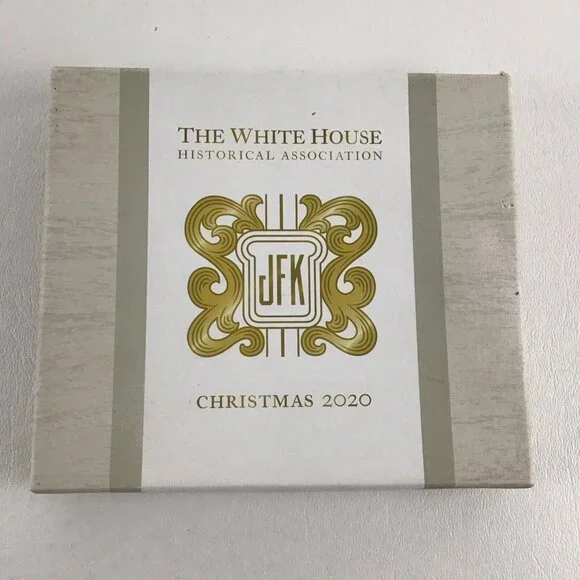 THE WHITE HOUSE
HISTORICAL ASSOCIATION
JFK
CHRISTMAS 2020